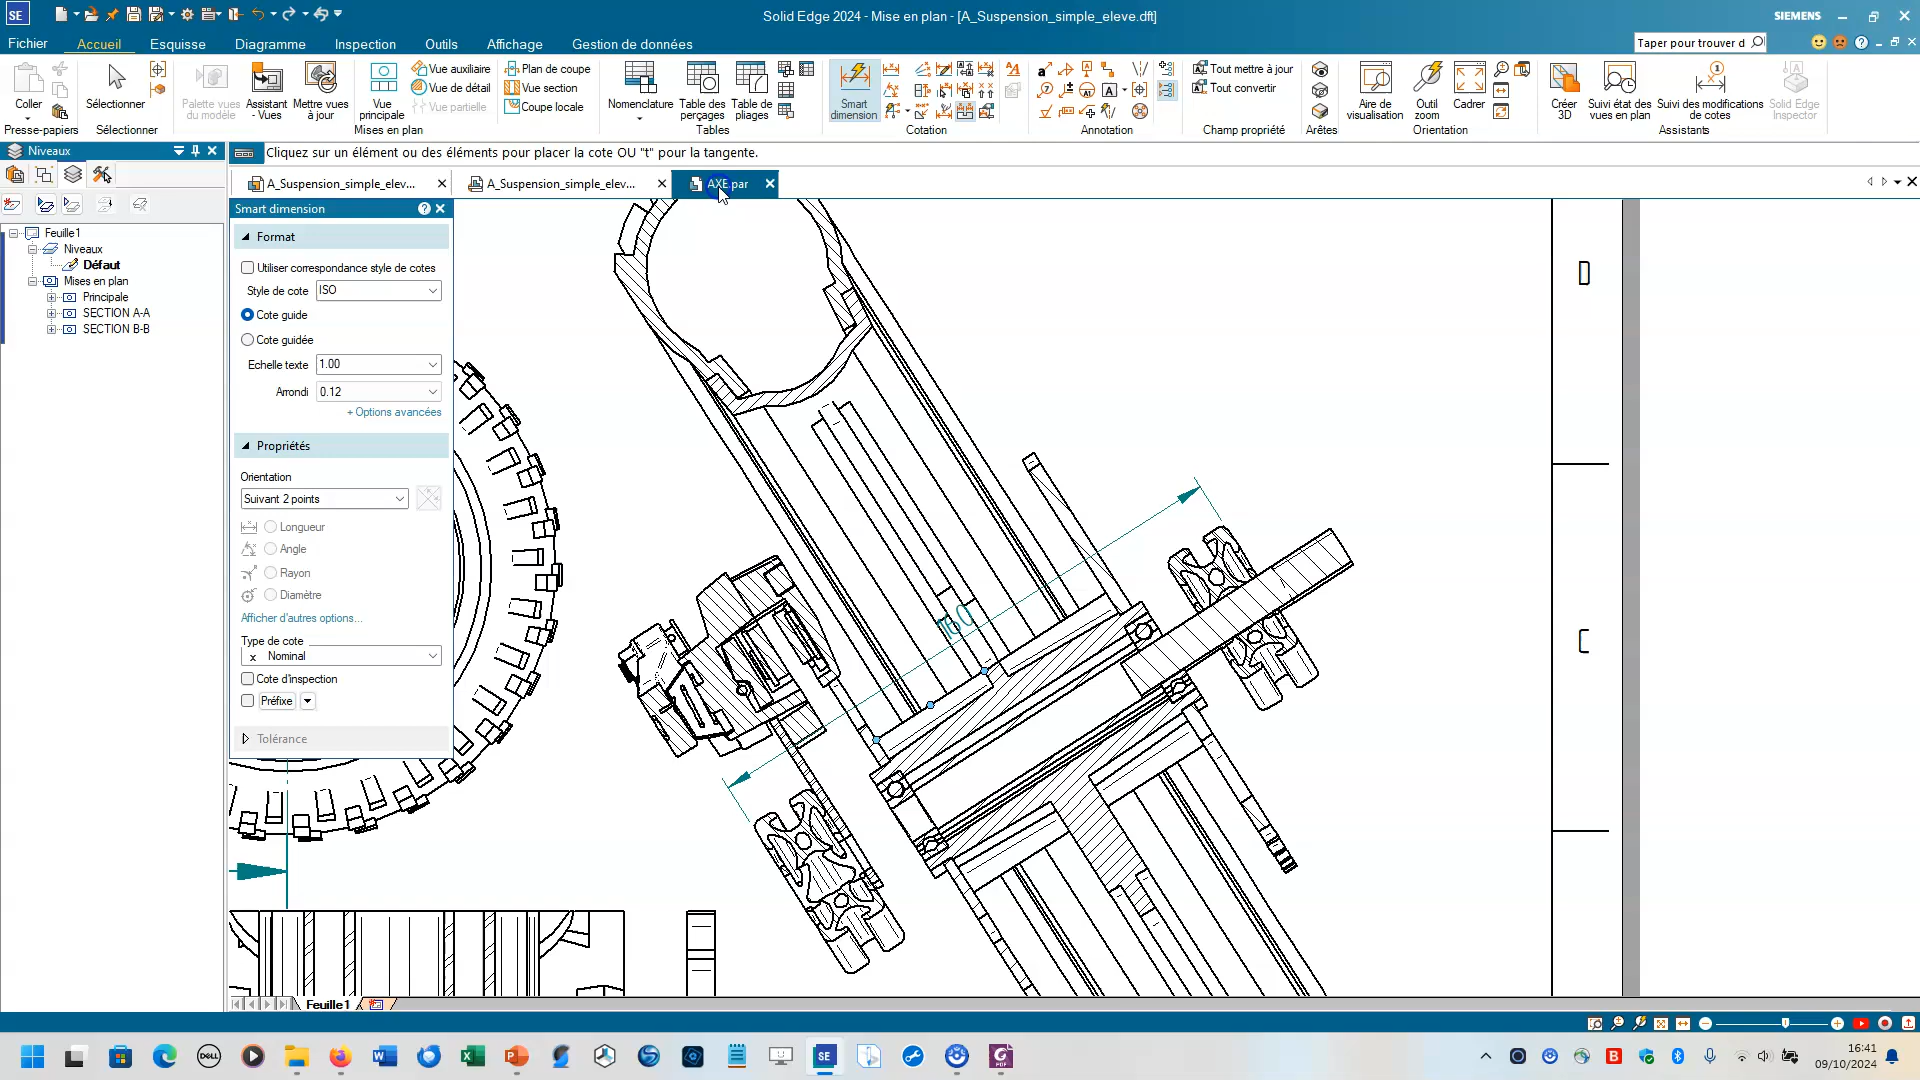 SE
Solid Edge 2024 - Mise en plan - [A_Suspension_simple_eleve.dft]
SIEMENS
Fichier Accueil Esquisse Diagramme Inspection Outils Affichage Gestion de données
Taper pour trouver d
Coller
Presse-papiers
Sélectionner
Sélectionner
Palette vues du modèle
Assistant - Vues
Mettre vues à jour
Vue principale
Vue auxiliaire
Vue de détail
Vue partielle
Plan de coupe
Vue section
Coupe locale
Mises en plan
Nomenclature
Table des perçages
Table de pliages
Tables
Smart dimension
Cotation
Annotation
Tout mettre à jour
Tout convertir
Champ propriété
Arêtes
Aire de visualisation
Outil zoom
Cadrer
Orientation
Créer 3D
Suivi état des vues en plan
Suivi des modifications de cotes
Solid Edge Inspector
Assistants
Niveaux
Cliquez sur un élément ou des éléments pour placer la cote OU "t" pour la tangente.
A_Suspension_simple_elev...
A_Suspension_simple_elev...
AXE.par
Feuille1
Niveaux
Défaut
Mises en plan
Principale
SECTION A-A
SECTION B-B
Smart dimension
Format
Utiliser correspondance style de cotes
Style de cote ISO
Cote guide
Cote guidée
Echelle texte 1.00
Arrondi 0.12
+ Options avancées
Propriétés
Orientation
Suivant 2 points
Longueur
Angle
Rayon
Diamètre
Afficher d'autres options...
Type de cote
x Nominal
Cote d'inspection
Préfixe
Tolérance
160
D
C
Feuille1
16:41
09/10/2024